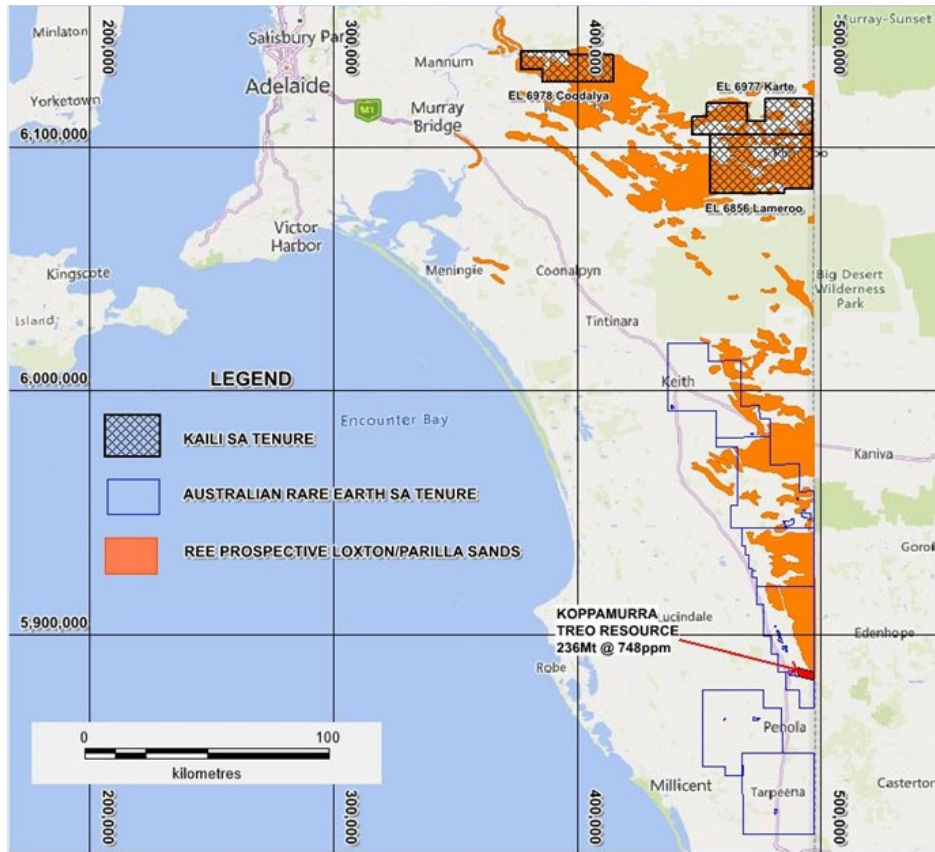 Minlaton
Salisbury Par
200,000
300,000
400,000
500,000
Murray-Sunset
Mannum
Adelaide
EL 6978 Coodalya
EL 6977 Karte
Yorketown
M1
Murray
Bridge
6,100,000
EL 6856 Lameroo
Victor
Harbor
Kingscote
Meningie
Coonalpyn
Big Desert
Wilderness
Park
Island
Tintinara
LEGEND
6,000,000
Keith
Encounter Bay
KAILI SA TENURE
Kaniva
AUSTRALIAN RARE EARTH SA TENURE
REE PROSPECTIVE LOXTON/PARILLA SANDS
Goro
5,900,000
KOPPAMURRA
TREO RESOURCE
236Mt @ 748ppm
Lucindale
Edenhope
Robe
0
100
kilometres
Penola
Millicent
Tarpeena
Casterton
200,000
300,000
400,000
500,000